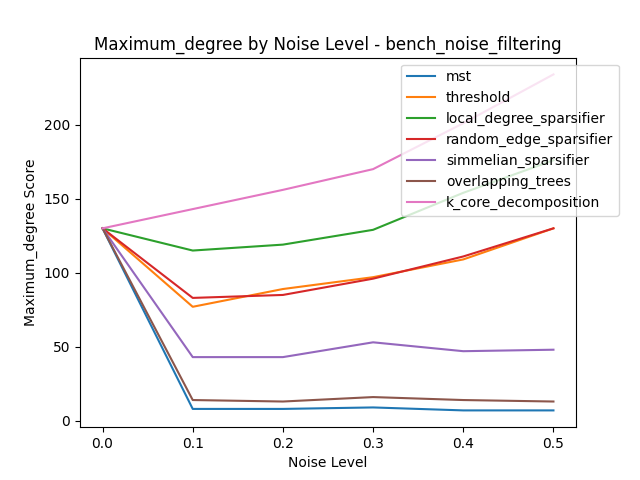 Maximum_degree by Noise Level - bench_noise_filtering
mst
threshold
local_degree_sparsifier
random_edge_sparsifier
simmelian_sparsifier
overlapping_trees
k_core_decomposition
Maximum_degree Score
200
150
100
50
0
0.0 0.1 0.2 0.3 0.4 0.5
Noise Level